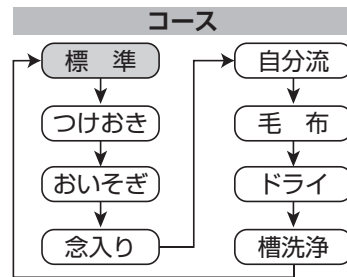 コース
標 準
つけおき
おいそぎ
念入り
自分流
毛 布
ドライ
槽洗浄